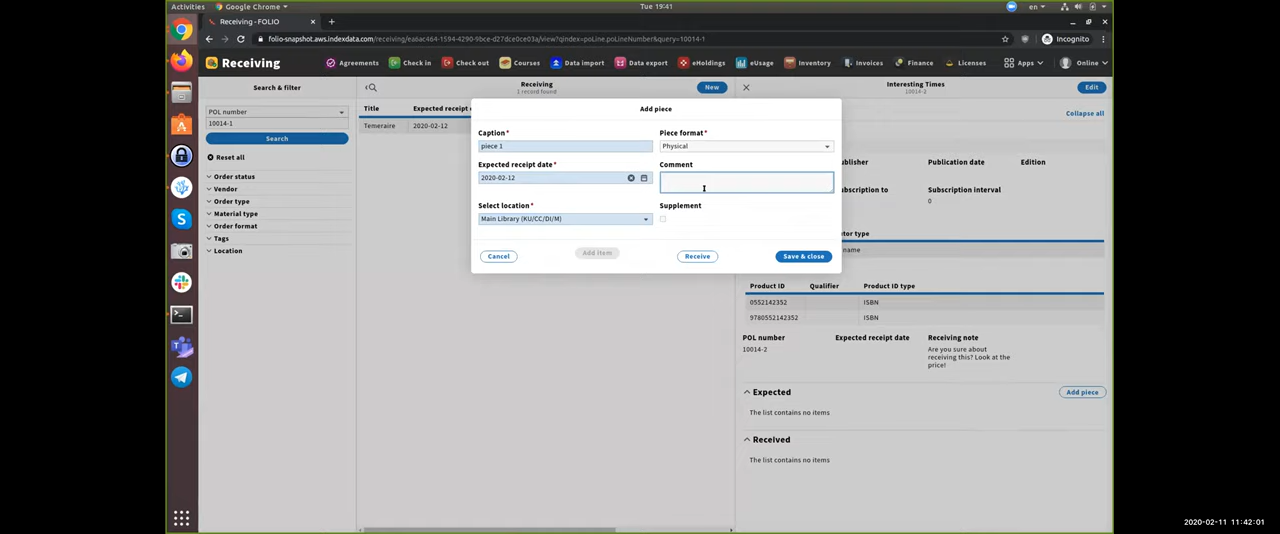 Activities
Google Chrome
Tue 19:41
en
Receiving - FOLIO
folio-snapshot.aws.indexdata.com/receiving/ea6ac464-1594-4290-9bce-d27dce0ce03a/view?qindex=poLine.poLineNumber&query=10014-1
Incognito
Receiving
Agreements
Check in
Check out
Courses
Data import
Data export
eHoldings
eUsage
Inventory
Invoices
Finance
Licenses
Apps
Online
Search & filter
POL number
10014-1
Search
Reset all
Order status
Vendor
Order type
Material type
Order format
Tags
Location
Receiving
1 record found
New
Title Expected receipt
Temeraire 2020-02-12
Add piece
Caption*
piece 1
Piece format*
Physical
Expected receipt date*
2020-02-12
Comment
Select location*
Main Library (KU/CC/DI/M)
Supplement
Cancel
Add item
Receive
Save & close
Interesting Times
10014-2
Edit
Collapse all
ublisher Publication date Edition
ubscription to Subscription interval
0
utor type
name
Product ID Qualifier Product ID type
0552142352 ISBN
9780552142352 ISBN
POL number Expected receipt date Receiving note
10014-2 Are you sure about
receiving this? Look at the
price!
Expected
Add piece
The list contains no items
Received
The list contains no items
2020-02-11 11:42:01